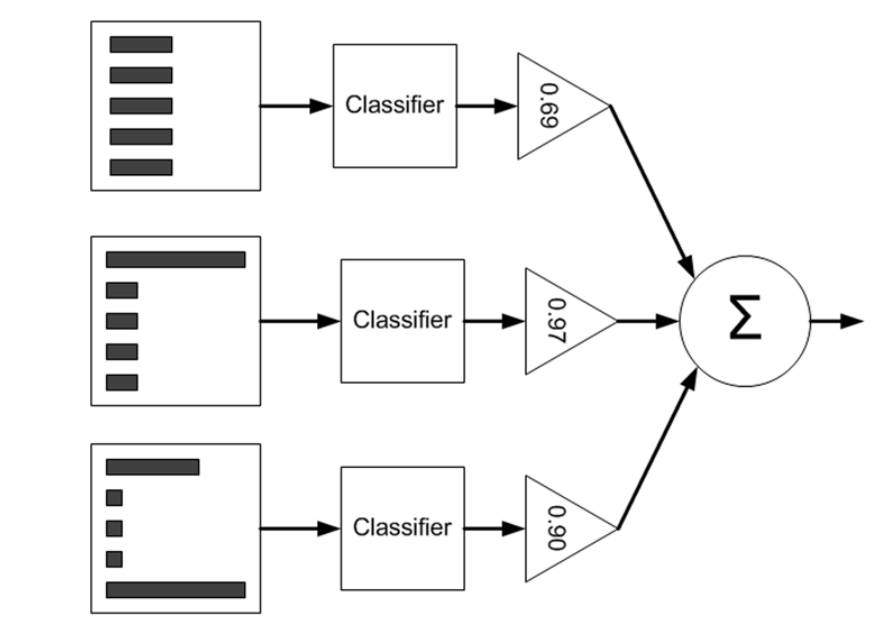 Classifier
0.69
Classifier
0.97
Σ
Classifier
0.90